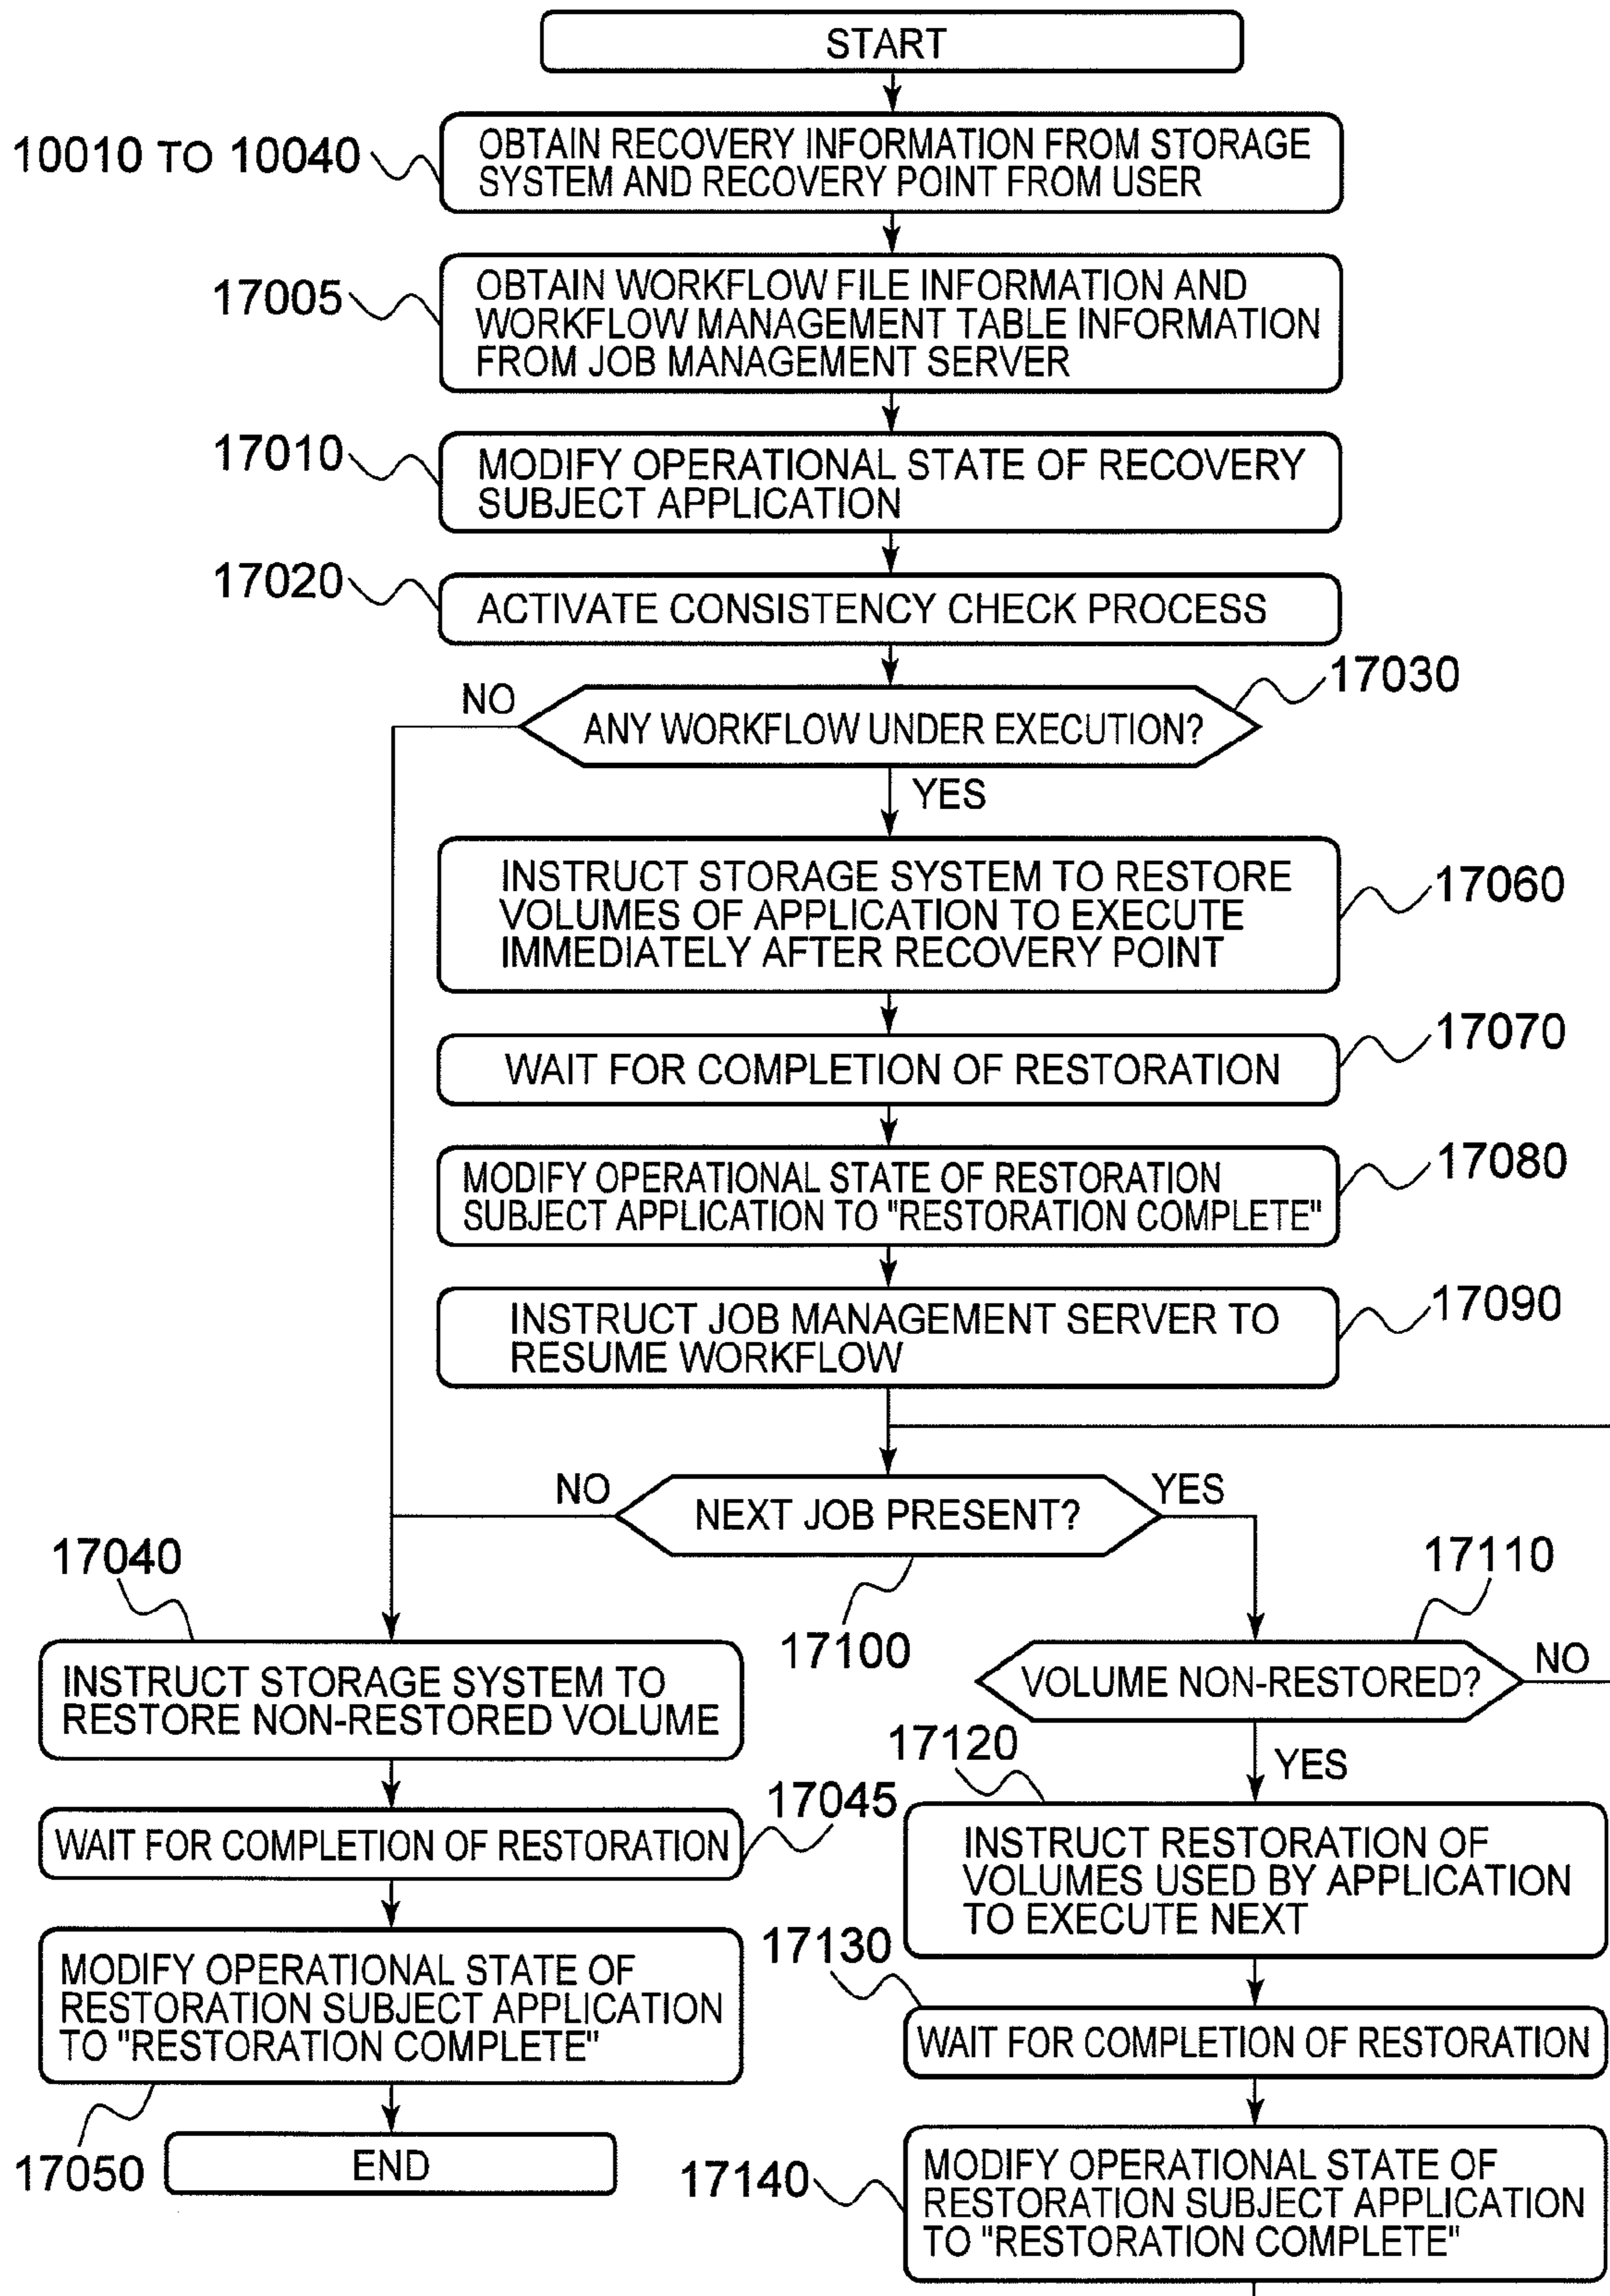 START
10010 TO 10040
OBTAIN RECOVERY INFORMATION FROM STORAGE
SYSTEM AND RECOVERY POINT FROM USER
17005
OBTAIN WORKFLOW FILE INFORMATION AND
WORKFLOW MANAGEMENT TABLE INFORMATION
FROM JOB MANAGEMENT SERVER
17010
MODIFY OPERATIONAL STATE OF RECOVERY
SUBJECT APPLICATION
17020
ACTIVATE CONSISTENCY CHECK PROCESS
17030
NO
ANY WORKFLOW UNDER EXECUTION?
YES
INSTRUCT STORAGE SYSTEM TO RESTORE
VOLUMES OF APPLICATION TO EXECUTE
IMMEDIATELY AFTER RECOVERY POINT
17060
WAIT FOR COMPLETION OF RESTORATION
17070
MODIFY OPERATIONAL STATE OF RESTORATION
SUBJECT APPLICATION TO "RESTORATION COMPLETE"
17080
INSTRUCT JOB MANAGEMENT SERVER TO
RESUME WORKFLOW
17090
NO
NEXT JOB PRESENT?
YES
17100
17040
INSTRUCT STORAGE SYSTEM TO
RESTORE NON-RESTORED VOLUME
17045
WAIT FOR COMPLETION OF RESTORATION
MODIFY OPERATIONAL STATE OF
RESTORATION SUBJECT APPLICATION
TO "RESTORATION COMPLETE"
17050
END
17110
VOLUME NON-RESTORED?
NO
YES
17120
INSTRUCT RESTORATION OF
VOLUMES USED BY APPLICATION
TO EXECUTE NEXT
17130
WAIT FOR COMPLETION OF RESTORATION
17140
MODIFY OPERATIONAL STATE OF
RESTORATION SUBJECT APPLICATION
TO "RESTORATION COMPLETE"